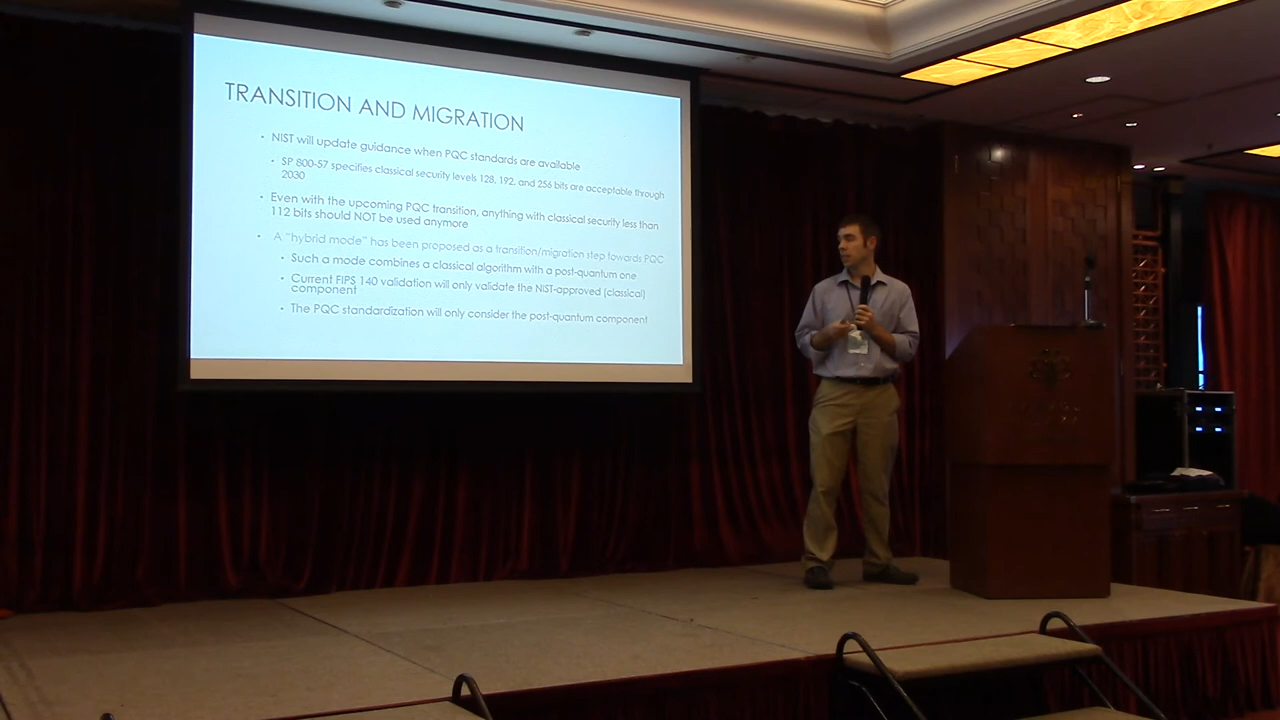 TRANSITION AND MIGRATION
• NIST will update guidance when PQC standards are available
• SP 800-57 specifies classical security levels 128, 192, and 256 bits are acceptable through
2030
• Even with the upcoming PQC transition, anything with classical security less than
112 bits should NOT be used anymore
• A "hybrid mode" has been proposed as a transition/migration step towards PQC
• Such a mode combines a classical algorithm with a post-quantum one
• Current FIPS 140 validation will only validate the NIST-approved (classical)
component
• The PQC standardization will only consider the post-quantum component